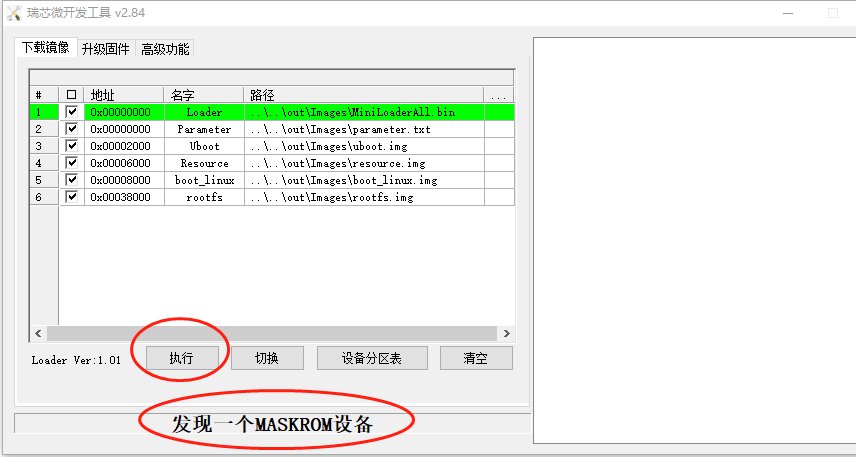 瑞芯微开发工具 v2.84
下载镜像 升级固件 高级功能
# 地址 名字 路径 ...
1 0x00000000 Loader ..\..\out\Images\MiniLoaderAll.bin
2 0x00000000 Parameter ..\..\out\Images\parameter.txt
3 0x00002000 Uboot ..\..\out\Images\uboot.img
4 0x00006000 Resource ..\..\out\Images\resource.img
5 0x00008000 boot_linux ..\..\out\Images\boot_linux.img
6 0x00038000 rootfs ..\..\out\Images\rootfs.img
Loader Ver:1.01 执行 切换 设备分区表 清空
发现一个MASKROM设备